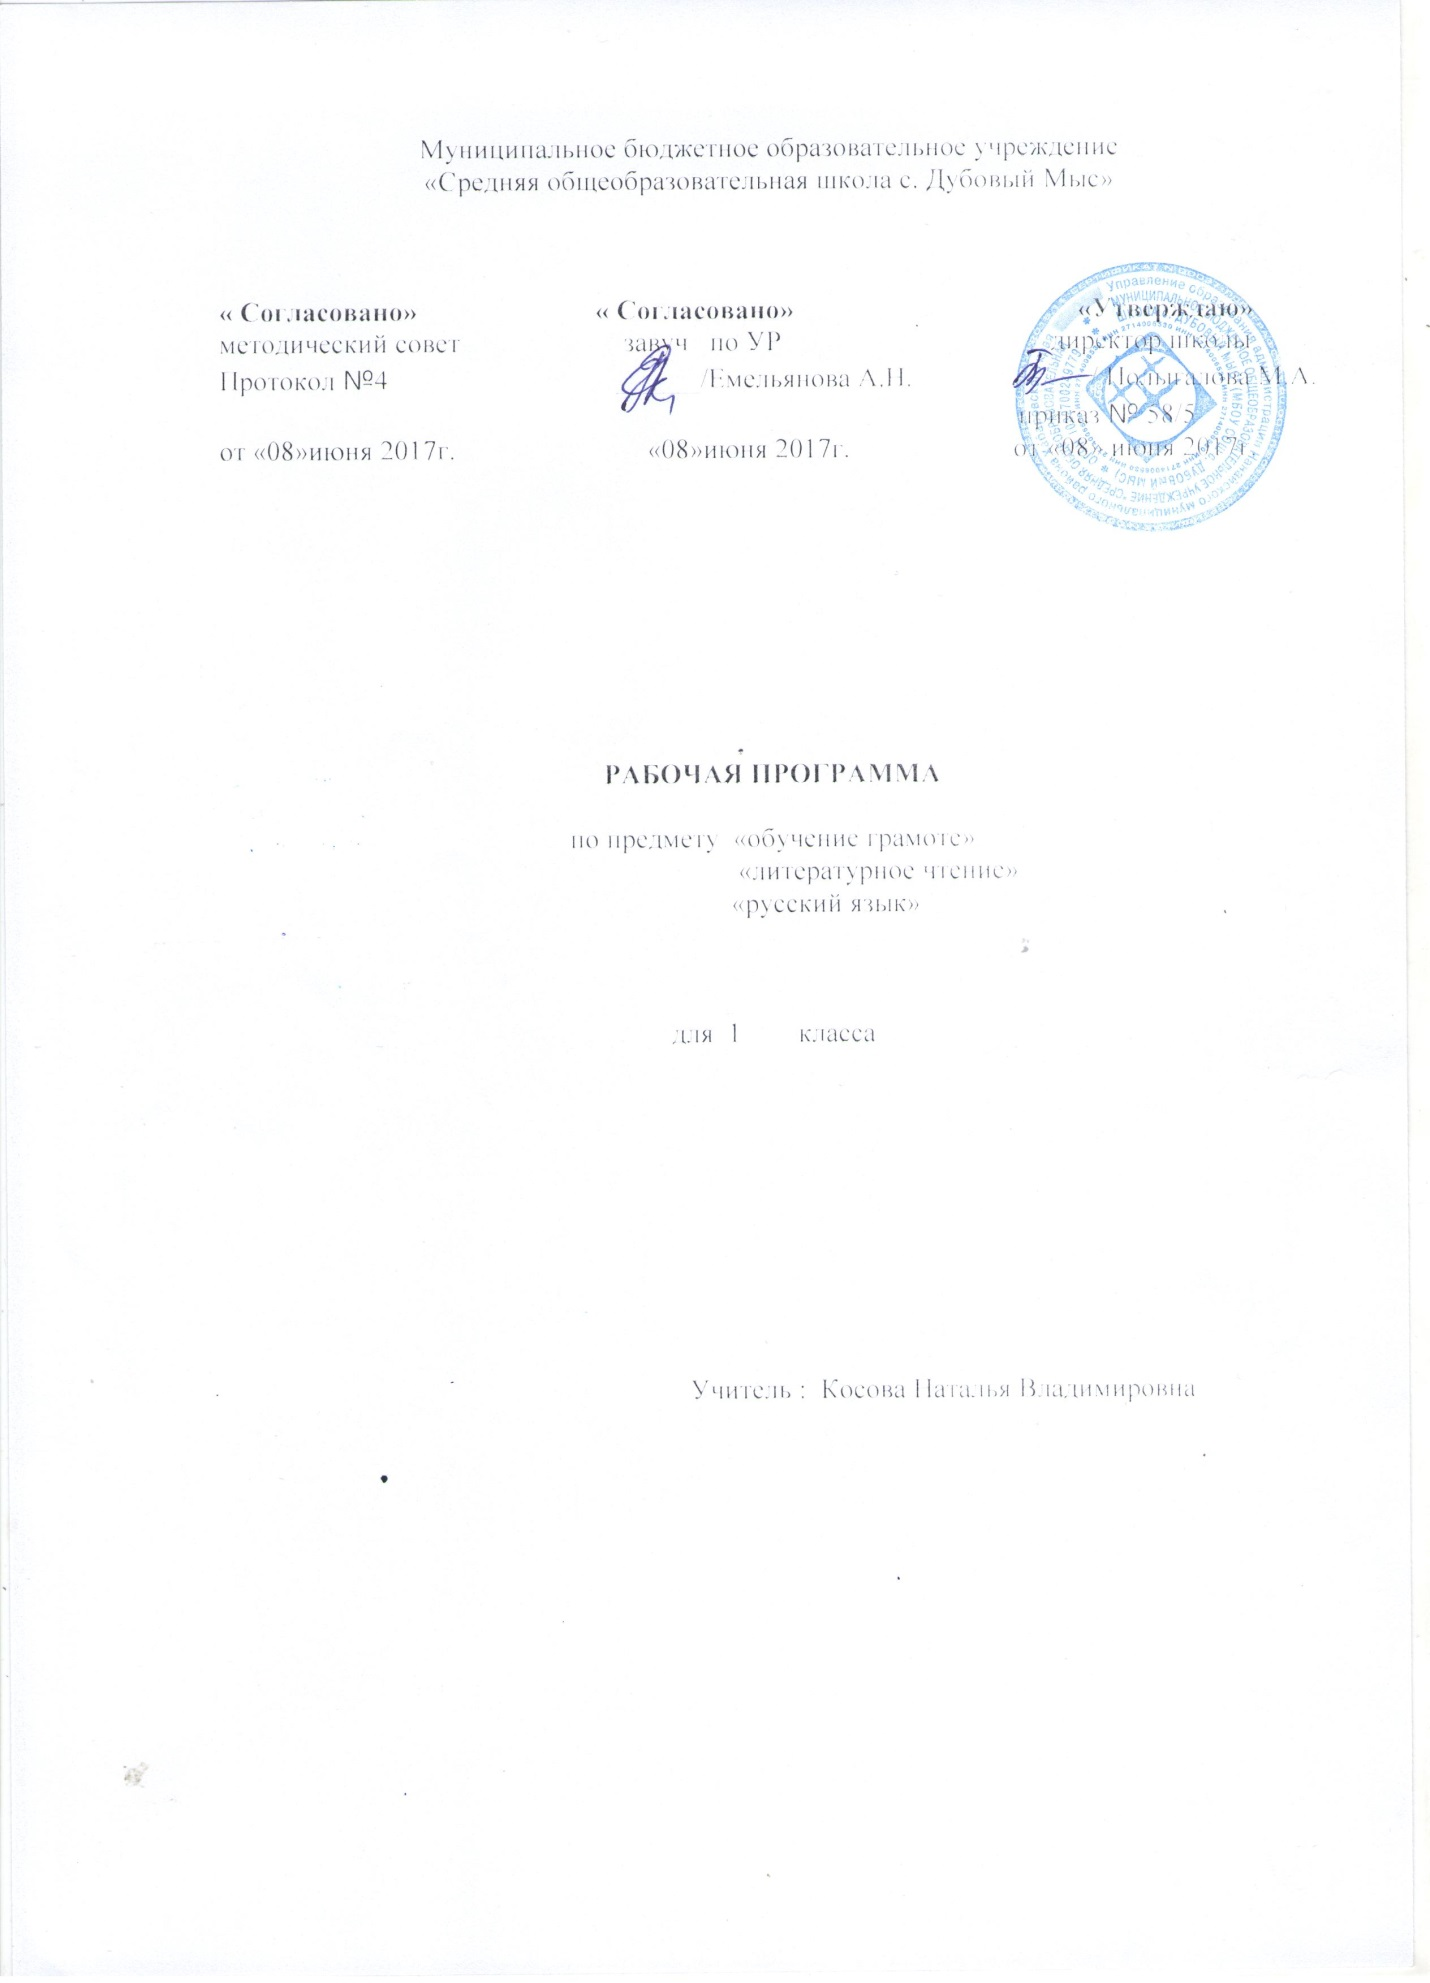 Муниципальное бюджетное образовательное учреждение
«Средняя общеобразовательная школа с. Дубовый Мыс»
« Согласовано» « Согласовано» «Утверждаю»
методический совет завуч по УР директор школы
Протокол №4 /Емельянова А.Н. М.А.
приказ № 58/5
от «08»июня 2017г. «08»июня 2017г. от «08» июня 2017г
РАБОЧАЯ ПРОГРАММА
по предмету «обучение грамоте»
«литературное чтение»
«русский язык»
для 1 класса
Учитель : Косова Наталья Владимировна